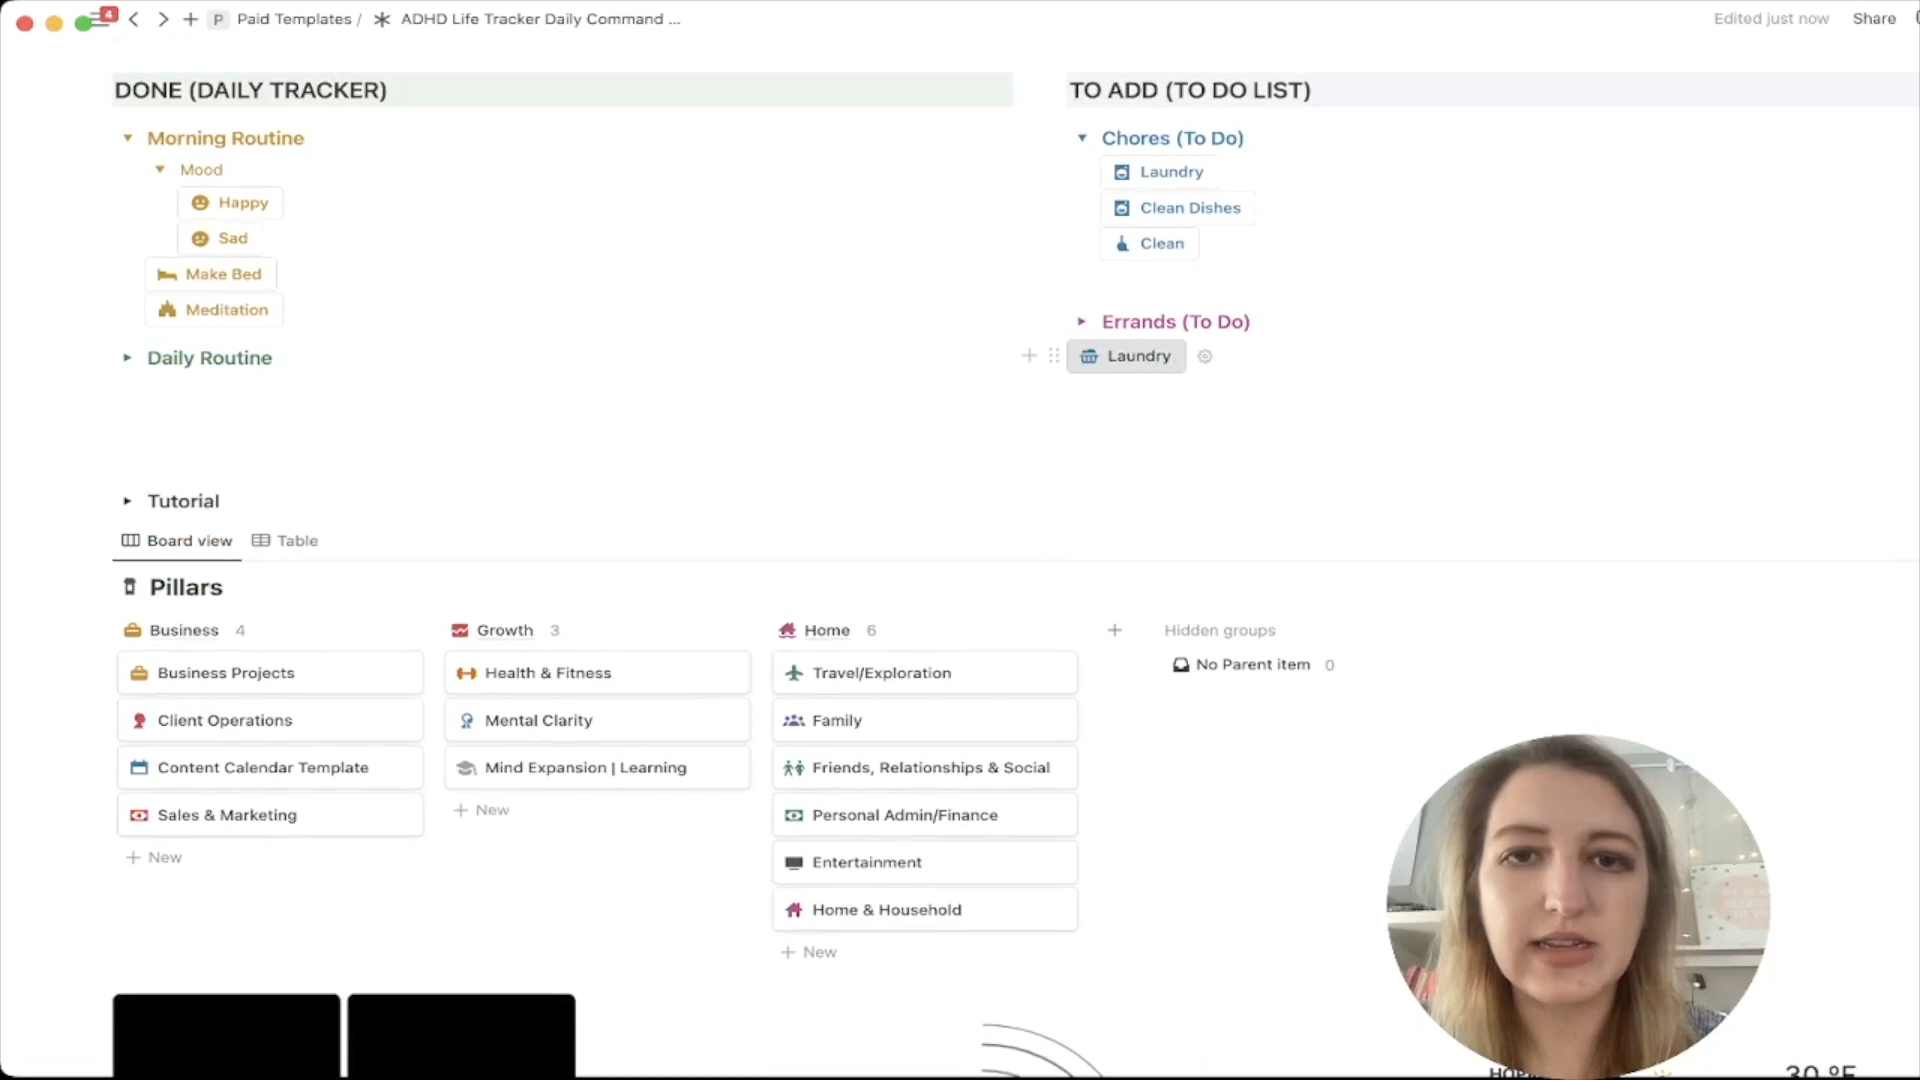 4
P Paid Templates / ADHD Life Tracker Daily Command ...
Edited just now Share
DONE (DAILY TRACKER)
Morning Routine
Mood
Happy
Sad
Make Bed
Meditation
Daily Routine
TO ADD (TO DO LIST)
Chores (To Do)
Laundry
Clean Dishes
Clean
Errands (To Do)
Laundry
Tutorial
Board view Table
Pillars
Business 4
Business Projects
Client Operations
Content Calendar Template
Sales & Marketing
+ New
Growth 3
Health & Fitness
Mental Clarity
Mind Expansion | Learning
+ New
Home 6
Travel/Exploration
Family
Friends, Relationships & Social
Personal Admin/Finance
Entertainment
Home & Household
+ New
Hidden groups
No Parent item 0
30 °F